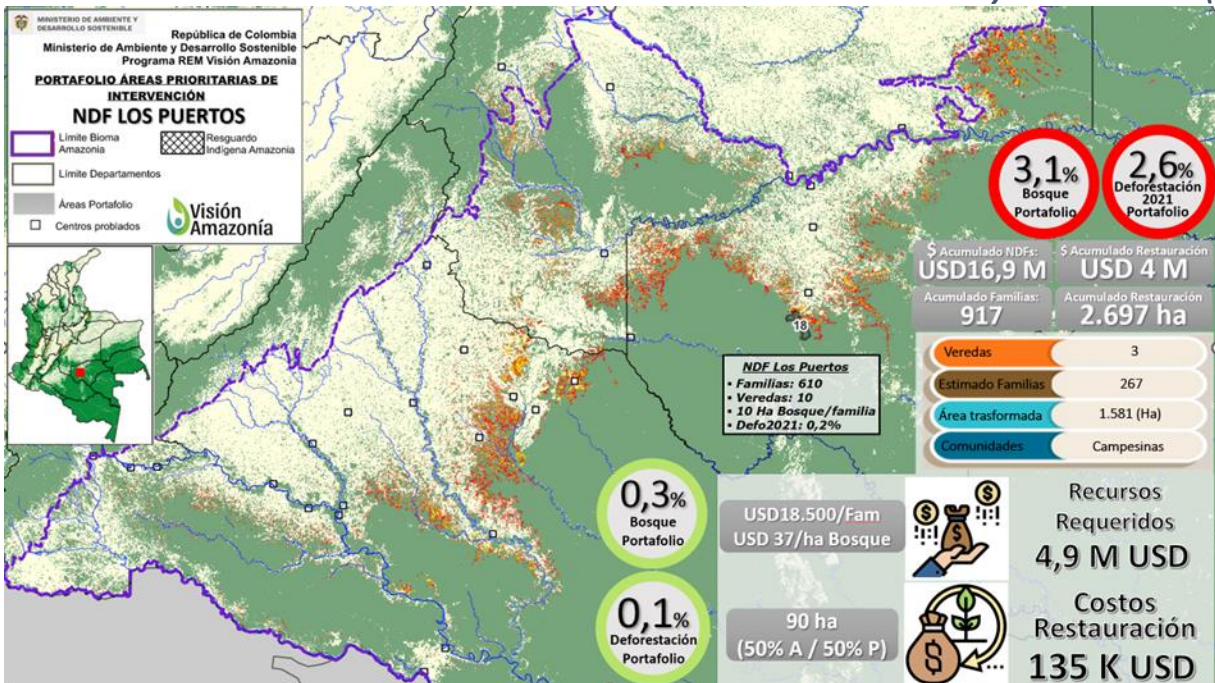 MINISTERIO DE AMBIENTE Y
DESARROLLO SOSTENIBLE
República de Colombia
Ministerio de Ambiente y Desarrollo Sostenible
Programa REM Visión Amazonia
PORTAFOLIO ÁREAS PRIORITARIAS DE
INTERVENCIÓN
NDF LOS PUERTOS
Límite Bioma
Amazonia
Resguardo
Indígena Amazonia
Límite Departamentos
Áreas Portafolio
Centros probiados
Visión
Amazonía
3,1%
Bosque
Portafolio
2,6%
Deforestación
2021
Portafolio
$ Acumulado NDFs:
USD16,9 M
$ Acumulado Restauración
USD 4 M
Acumulado Familias:
917
Acumulado Restauración
2.697 ha
18
Veredas 3
Estimado Familias 267
Área trasformada 1.581 (Ha)
Comunidades Campesinas
NDF Los Puertos
• Familias: 610
• Veredas: 10
• 10 Ha Bosque/familia
• Defo2021: 0,2%
0,3%
Bosque
Portafolio
USD18.500/Fam
USD 37/ha Bosque
Recursos
Requeridos
4,9 M USD
0,1%
Deforestación
Portafolio
90 ha
(50% A / 50% P)
Costos
Restauración
135 K USD